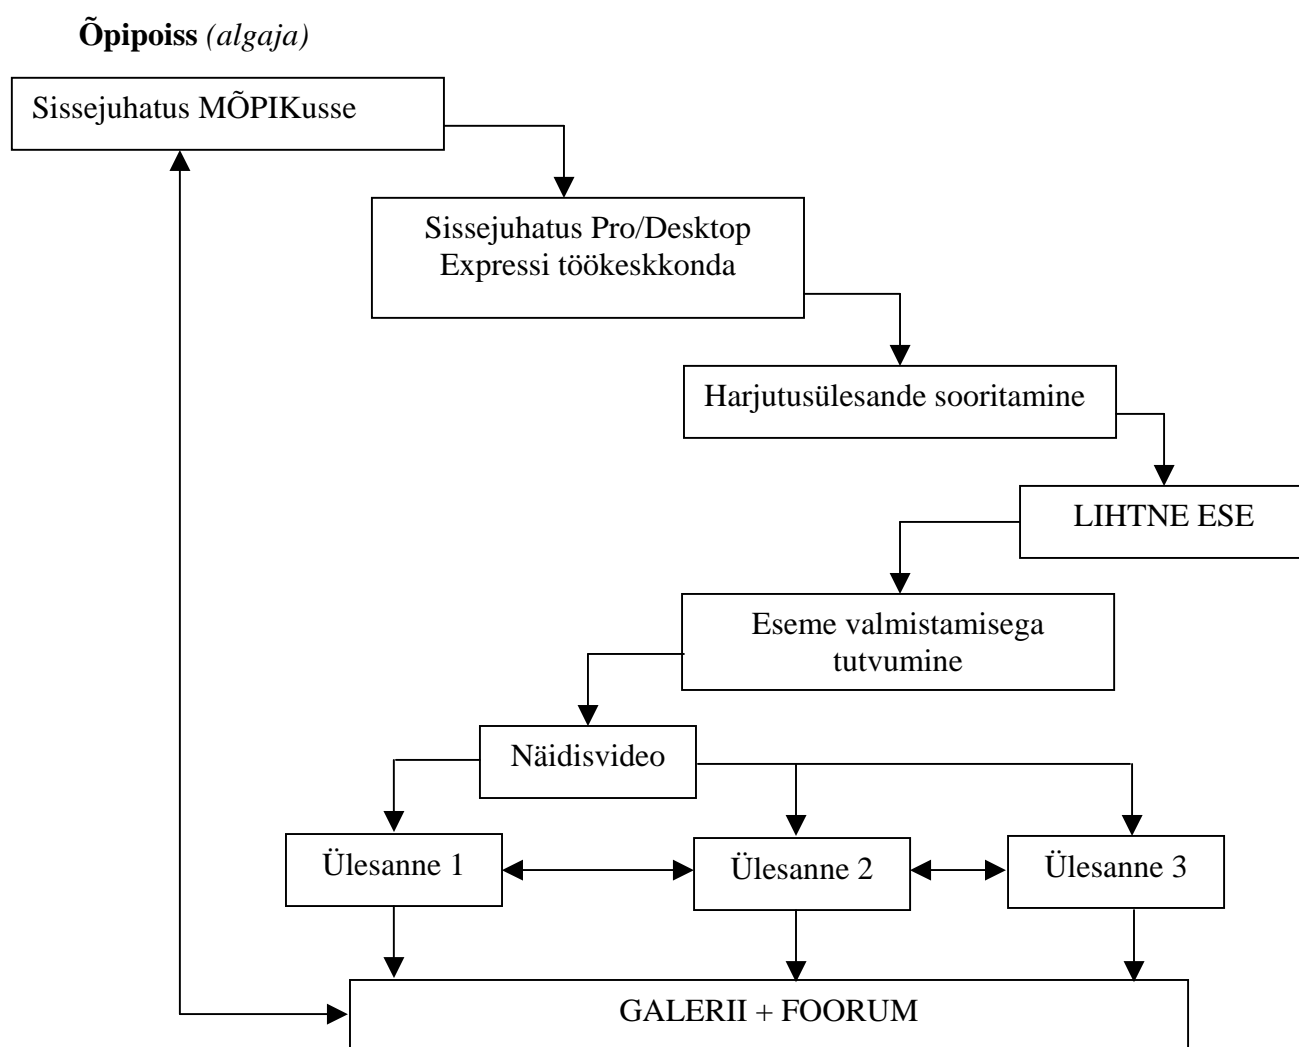 Õpipoiss (algaja)
Sissejuhatus MÕPIKusse
Sissejuhatus Pro/Desktop
Expressi töökeskkonda
Harjutusülesande sooritamine
LIHTNE ESE
Eseme valmistamisega
tutvumine
Näidisvideo
Ülesanne 1
Ülesanne 2
Ülesanne 3
GALERII + FOORUM